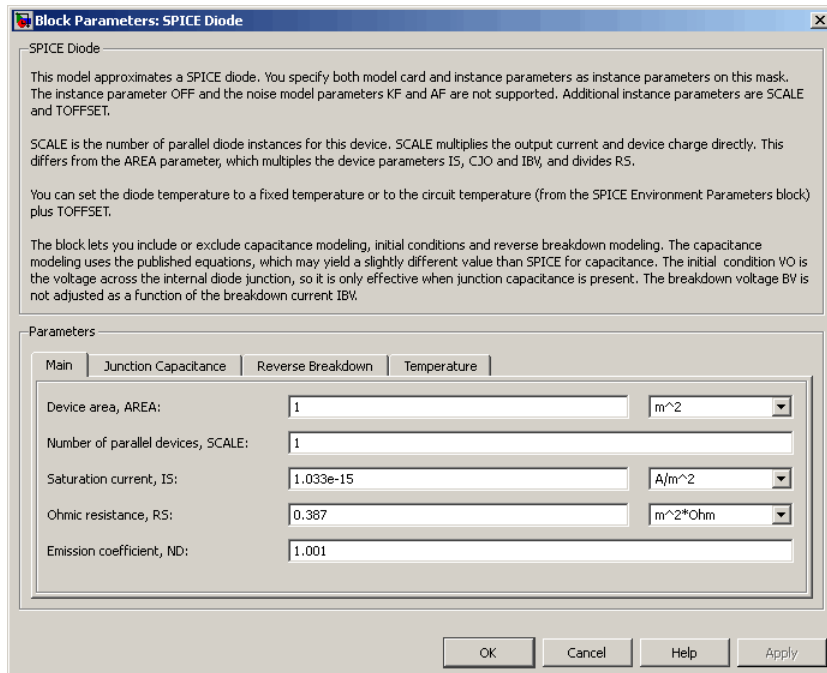 Block Parameters: SPICE Diode
SPICE Diode
This model approximates a SPICE diode. You specify both model card and instance parameters as instance parameters on this mask.
The instance parameter OFF and the noise model parameters KF and AF are not supported. Additional instance parameters are SCALE
and TOFFSET.
SCALE is the number of parallel diode instances for this device. SCALE multiplies the output current and device charge directly. This
differs from the AREA parameter, which multiples the device parameters IS, CJO and IBV, and divides RS.
You can set the diode temperature to a fixed temperature or to the circuit temperature (from the SPICE Environment Parameters block)
plus TOFFSET.
The block lets you include or exclude capacitance modeling, initial conditions and reverse breakdown modeling. The capacitance
modeling uses the published equations, which may yield a slightly different value than SPICE for capacitance. The initial condition VO is
the voltage across the internal diode junction, so it is only effective when junction capacitance is present. The breakdown voltage BV is
not adjusted as a function of the breakdown current IBV.
Parameters
Main Junction Capacitance Reverse Breakdown Temperature
Device area, AREA: 1 m^2
Number of parallel devices, SCALE: 1
Saturation current, IS: 1.033e-15 A/m^2
Ohmic resistance, RS: 0.387 m^2*Ohm
Emission coefficient, ND: 1.001
OK Cancel Help Apply